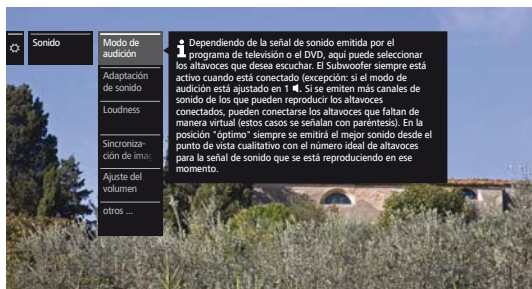 Sonido
Modo de
audición
Adaptación
de sonido
Loudness
Sincroniza-
ción de imag
Ajuste del
volumen
otros ...
Dependiendo de la señal de sonido emitida por el
programa de televisión o el DVD, aquí puede seleccionar
los altavoces que desea escuchar. El Subwoofer siempre está
activo cuando está conectado (excepción: si el modo de
audición está ajustado en 1 . Si se emiten más canales de
sonido de los que pueden reproducir los altavoces
conectados, pueden conectarse los altavoces que faltan de
manera virtual (estos casos se señalan con paréntesis). En la
posición "óptimo" siempre se emitirá el mejor sonido desde el
punto de vista cualitativo con el número ideal de altavoces
para la señal de sonido que se está reproduciendo en ese
momento.